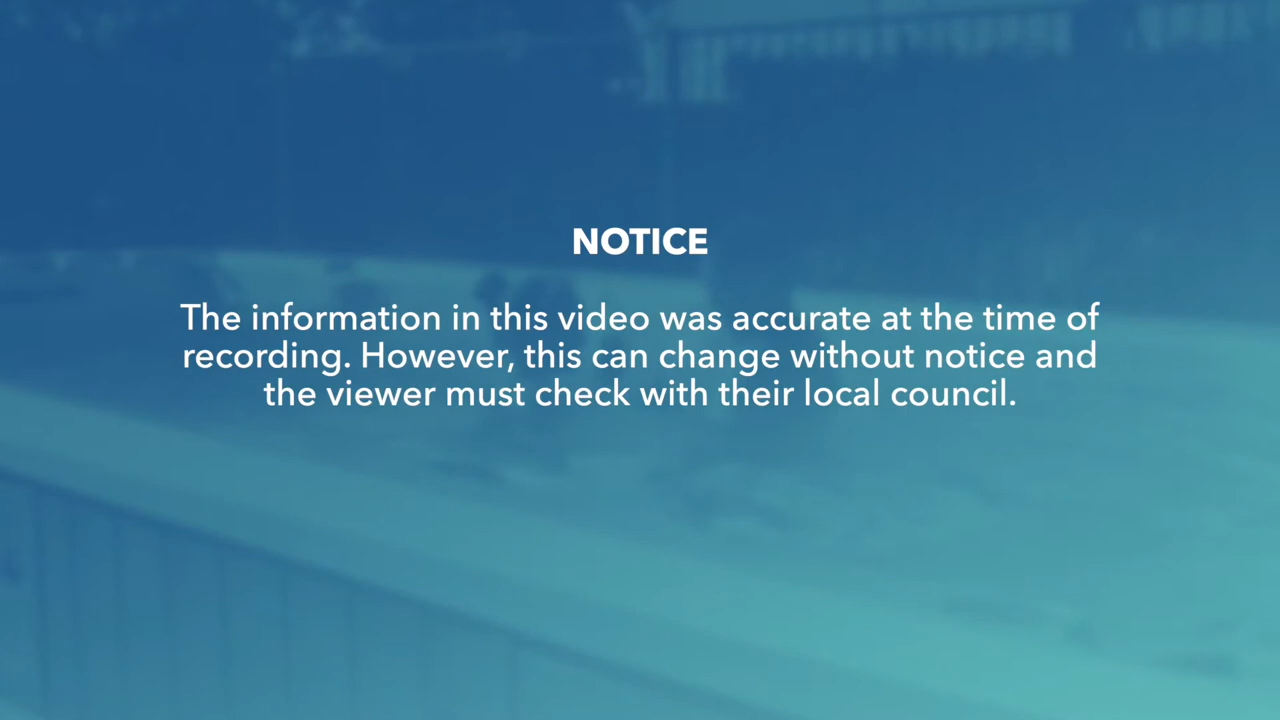 NOTICE
The information in this video was accurate at the time of
recording. However, this can change without notice and
the viewer must check with their local council.